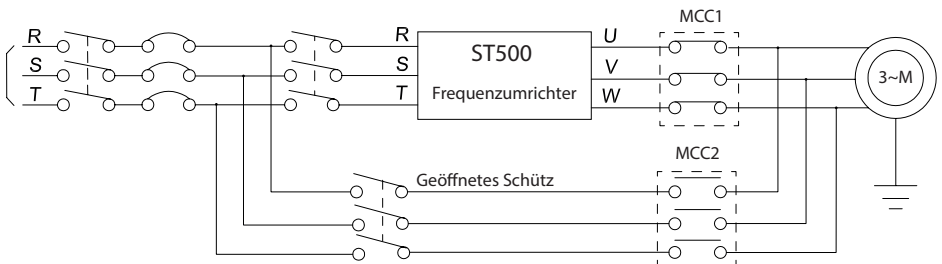 MCC1
R R U
S S V
T T W
ST500
Frequenzumrichter
3~M
MCC2
Geöffnetes Schütz